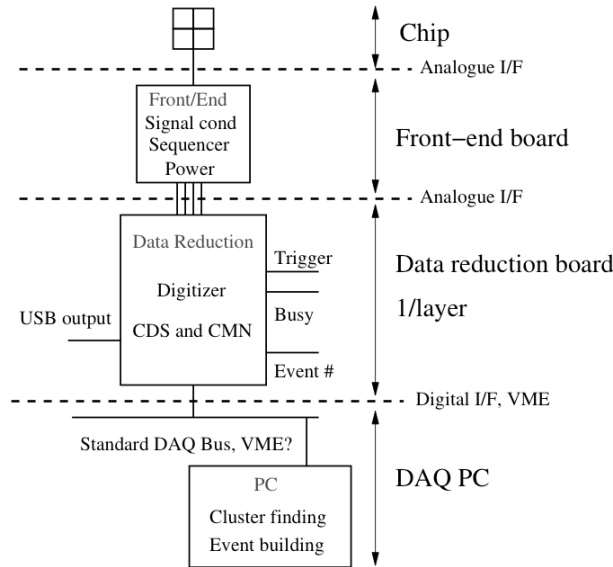 Chip
Analogue I/F
Front/End
Signal cond
Sequencer
Power
Front−end board
Analogue I/F
Data Reduction
Digitizer
CDS and CMN
Trigger
Busy
Event #
USB output
Data reduction board
1/layer
Digital I/F, VME
Standard DAQ Bus, VME?
PC
Cluster finding
Event building
DAQ PC